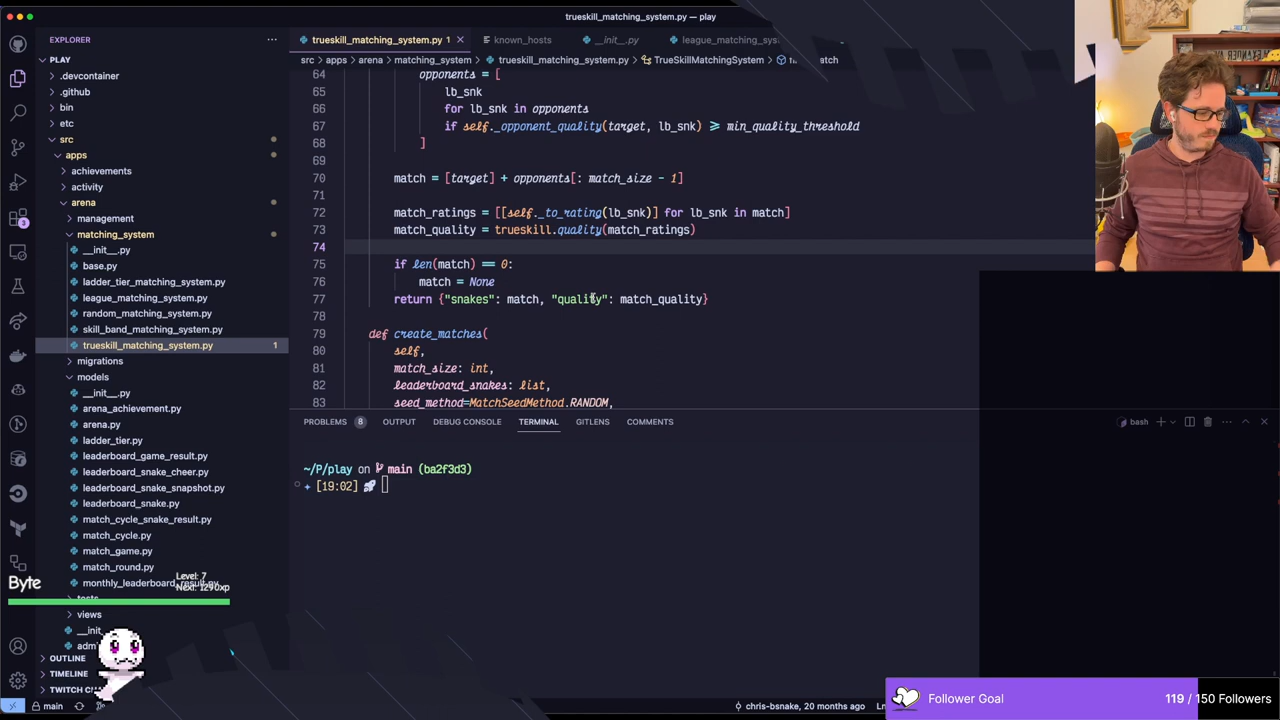 trueskill_matching_system.py — play
EXPLORER
trueskill_matching_system.py 1
known_hosts
__init__.py
league_matching_sys
PLAY
src > apps > arena > matching_system > trueskill_matching_system.py > TrueSkillMatchingSystem >
.devcontainer
.github
bin
etc
src
apps
achievements
activity
arena
management
matching_system
__init__.py
base.py
ladder_tier_matching_system.py
league_matching_system.py
random_matching_system.py
skill_band_matching_system.py
trueskill_matching_system.py 1
migrations
models
__init__.py
arena_achievement.py
arena.py
ladder_tier.py
leaderboard_game_result.py
leaderboard_snake_cheer.py
leaderboard_snake_snapshot.py
leaderboard_snake.py
match_cycle_snake_result.py
match_cycle.py
match_game.py
match_round.py
monthly_leaderboard_result.py
tests
views
__init
adm
OUTLINE
TIMELINE
TWITCH CH
3
64 opponents = [
65 lb_snk
66 for lb_snk in opponents
67 if self._opponent_quality(target, lb_snk) >= min_quality_threshold
68 ]
69
70 match = [target] + opponents[: match_size - 1]
71
72 match_ratings = [[self._to_rating(lb_snk)] for lb_snk in match]
73 match_quality = trueskill.quality(match_ratings)
74
75 if len(match) == 0:
76 match = None
77 return {"snakes": match, "quality": match_quality}
78
79 def create_matches(
80 self,
81 match_size: int,
82 leaderboard_snakes: list,
83 seed_method=MatchSeedMethod.RANDOM,
PROBLEMS 8 OUTPUT DEBUG CONSOLE TERMINAL GITLENS COMMENTS
bash
~/P/play on main (ba2f3d3)
[19:02]
Byte
Level: 7
Next: 1290xp
main
chris-bsnake, 20 months ago
Follower Goal
119 / 150 Followers